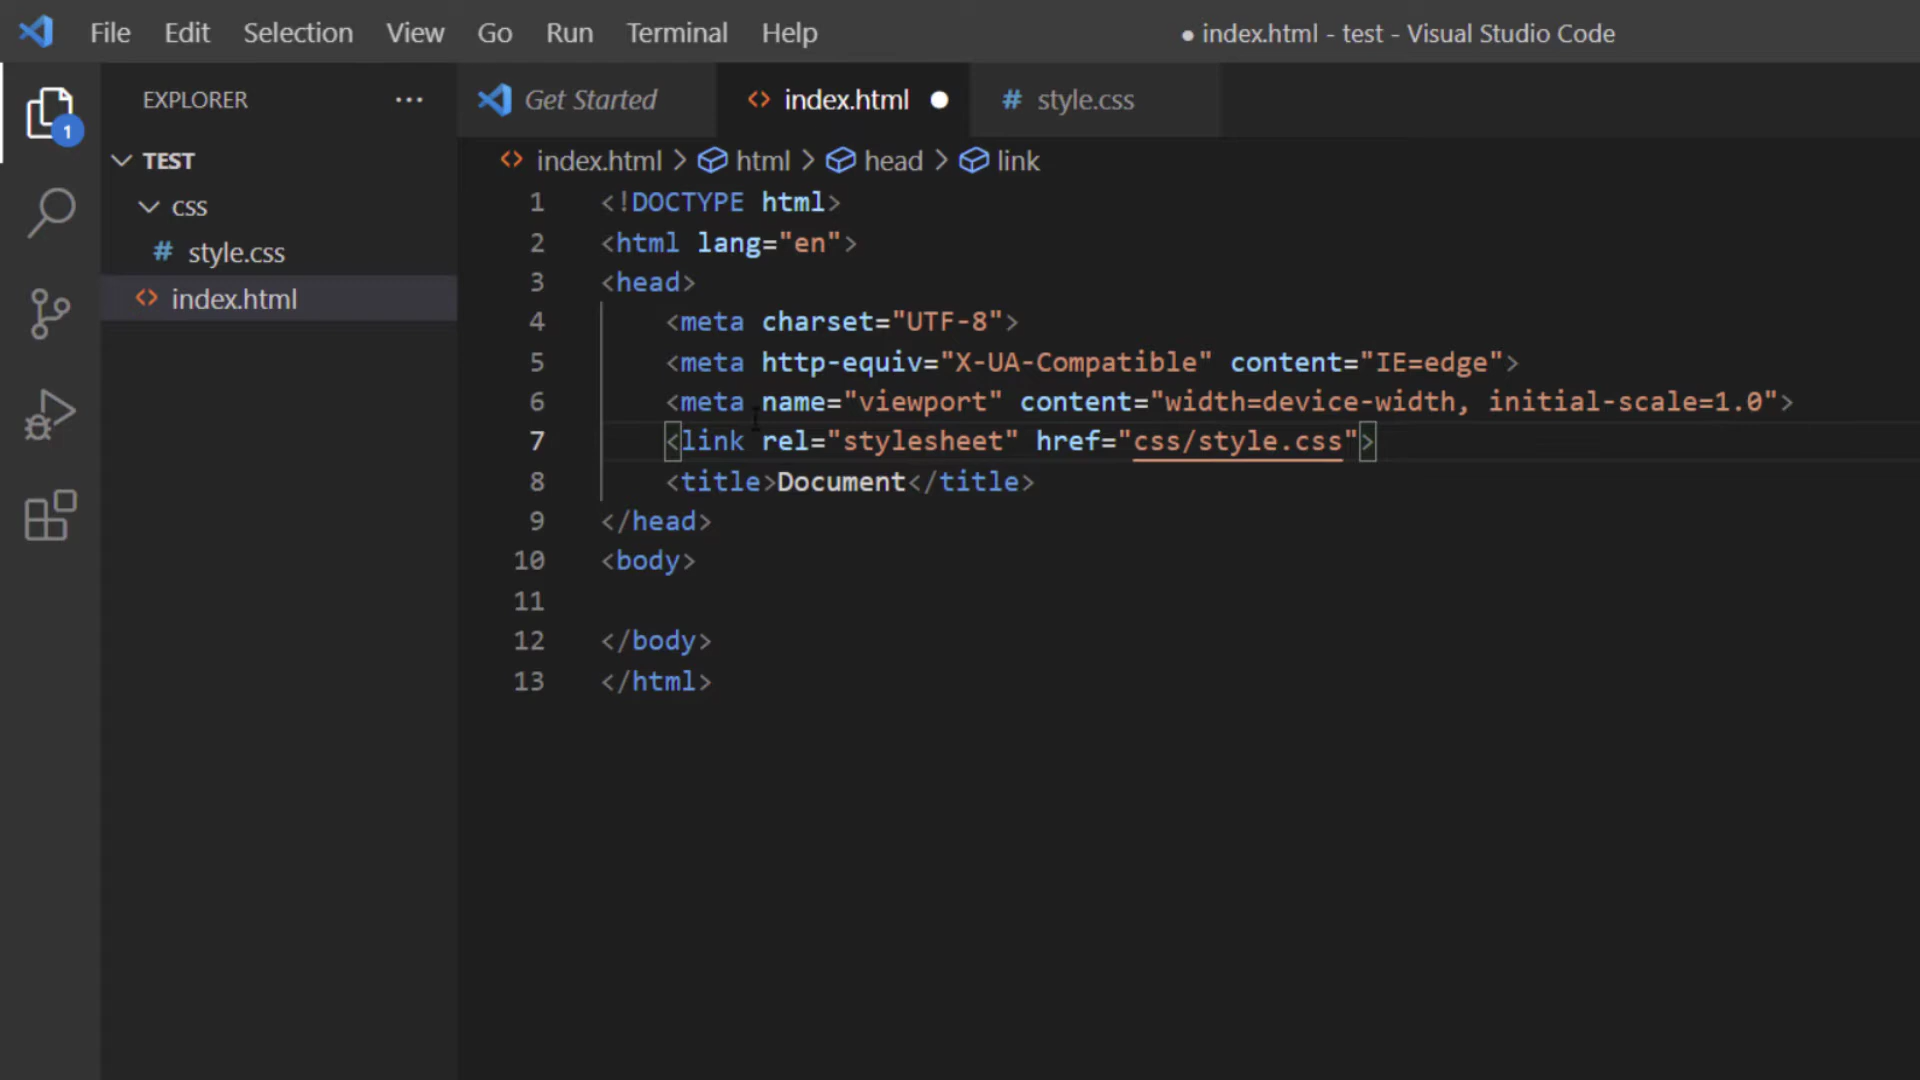 File Edit Selection View Go Run Terminal Help ● index.html - test - Visual Studio Code
EXPLORER ···
1
TEST
css
# style.css
<> index.html
Get Started <> index.html ● # style.css
<> index.html > html > head > link
1 <!DOCTYPE html>
2 <html lang="en">
3 <head>
4 <meta charset="UTF-8">
5 <meta http-equiv="X-UA-Compatible" content="IE=edge">
6 <meta name="viewport" content="width=device-width, initial-scale=1.0">
7 <link rel="stylesheet" href="css/style.css">
8 <title>Document</title>
9 </head>
10 <body>
11
12 </body>
13 </html>